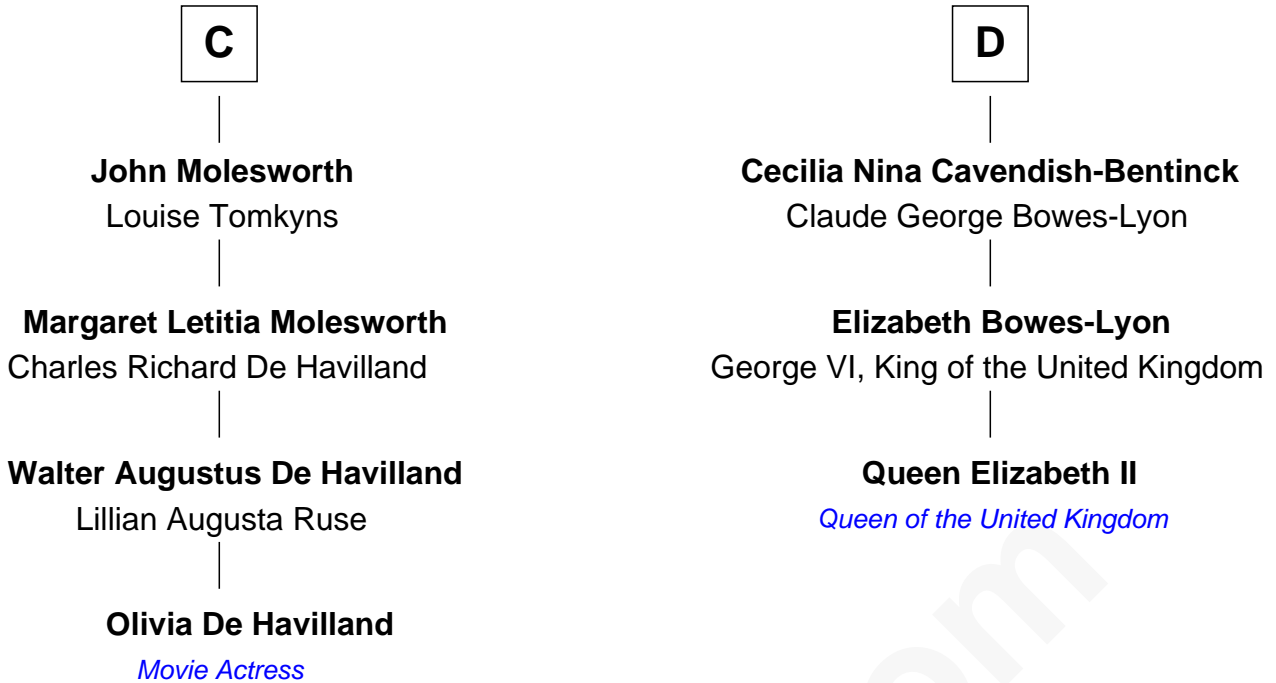 C
John Molesworth
Louise Tomkyns
Margaret Letitia Molesworth
Charles Richard De Havilland
Walter Augustus De Havilland
Lillian Augusta Ruse
Olivia De Havilland
Movie Actress
D
Cecilia Nina Cavendish-Bentinck
Claude George Bowes-Lyon
Elizabeth Bowes-Lyon
George VI, King of the United Kingdom
Queen Elizabeth II
Queen of the United Kingdom